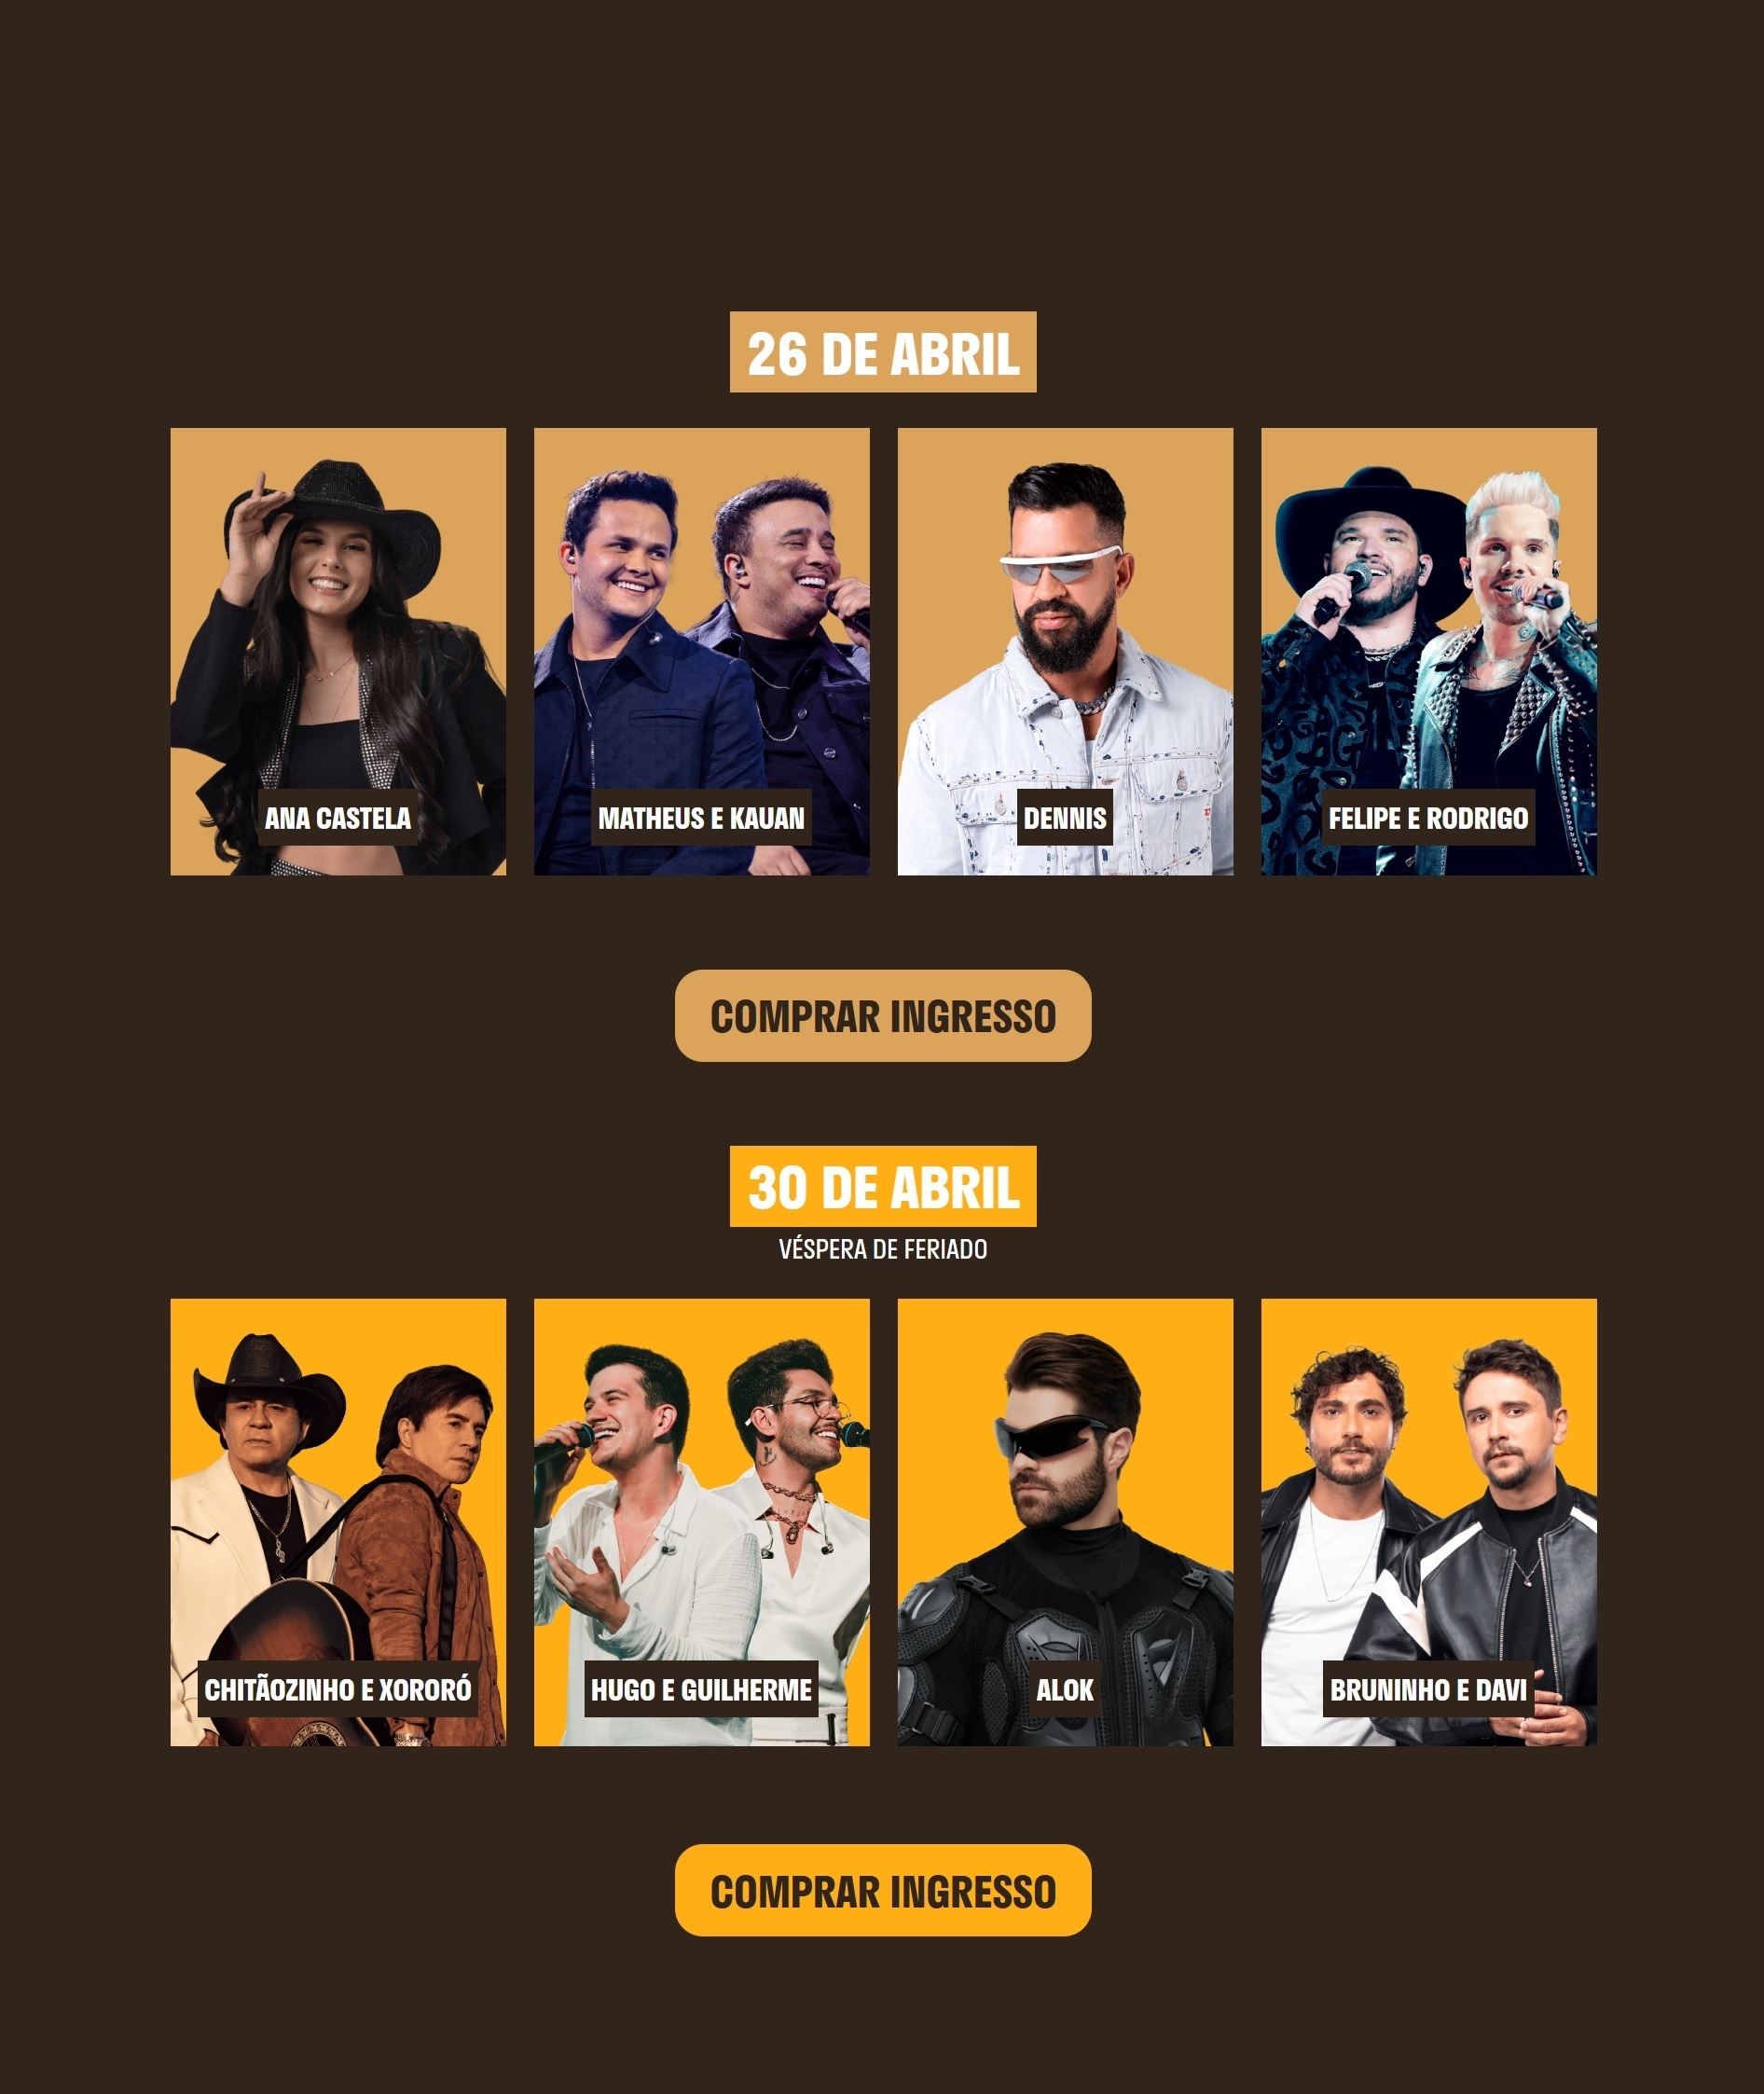 26 DE ABRIL
ANA CASTELA
MATHEUS E KAUAN
DENNIS
FELIPE E RODRIGO
COMPRAR INGRESSO
30 DE ABRIL
VÉSPERA DE FERIADO
CHITÃOZINHO E XORORÓ
HUGO E GUILHERME
ALOK
BRUNINHO E DAVI
COMPRAR INGRESSO